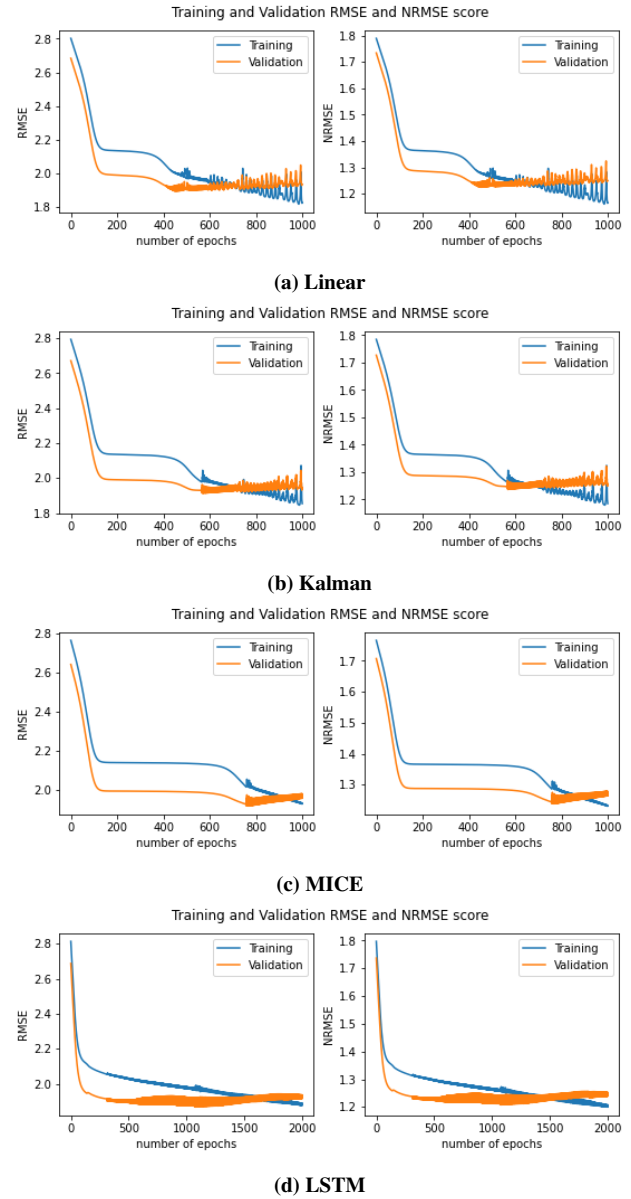 Training and Validation RMSE and NRMSE score
2.8
2.6
2.4
2.2
2.0
1.8
RMSE
0 200 400 600 800 1000
number of epochs
Training
Validation
1.8
1.7
1.6
1.5
1.4
1.3
1.2
NRMSE
0 200 400 600 800 1000
number of epochs
Training
Validation
(a) Linear
Training and Validation RMSE and NRMSE score
2.8
2.6
2.4
2.2
2.0
1.8
RMSE
0 200 400 600 800 1000
number of epochs
Training
Validation
1.8
1.7
1.6
1.5
1.4
1.3
1.2
NRMSE
0 200 400 600 800 1000
number of epochs
Training
Validation
(b) Kalman
Training and Validation RMSE and NRMSE score
2.8
2.6
2.4
2.2
2.0
RMSE
0 200 400 600 800 1000
number of epochs
Training
Validation
1.7
1.6
1.5
1.4
1.3
NRMSE
0 200 400 600 800 1000
number of epochs
Training
Validation
(c) MICE
Training and Validation RMSE and NRMSE score
2.8
2.6
2.4
2.2
2.0
RMSE
0 500 1000 1500 2000
number of epochs
Training
Validation
1.8
1.7
1.6
1.5
1.4
1.3
1.2
NRMSE
0 500 1000 1500 2000
number of epochs
Training
Validation
(d) LSTM